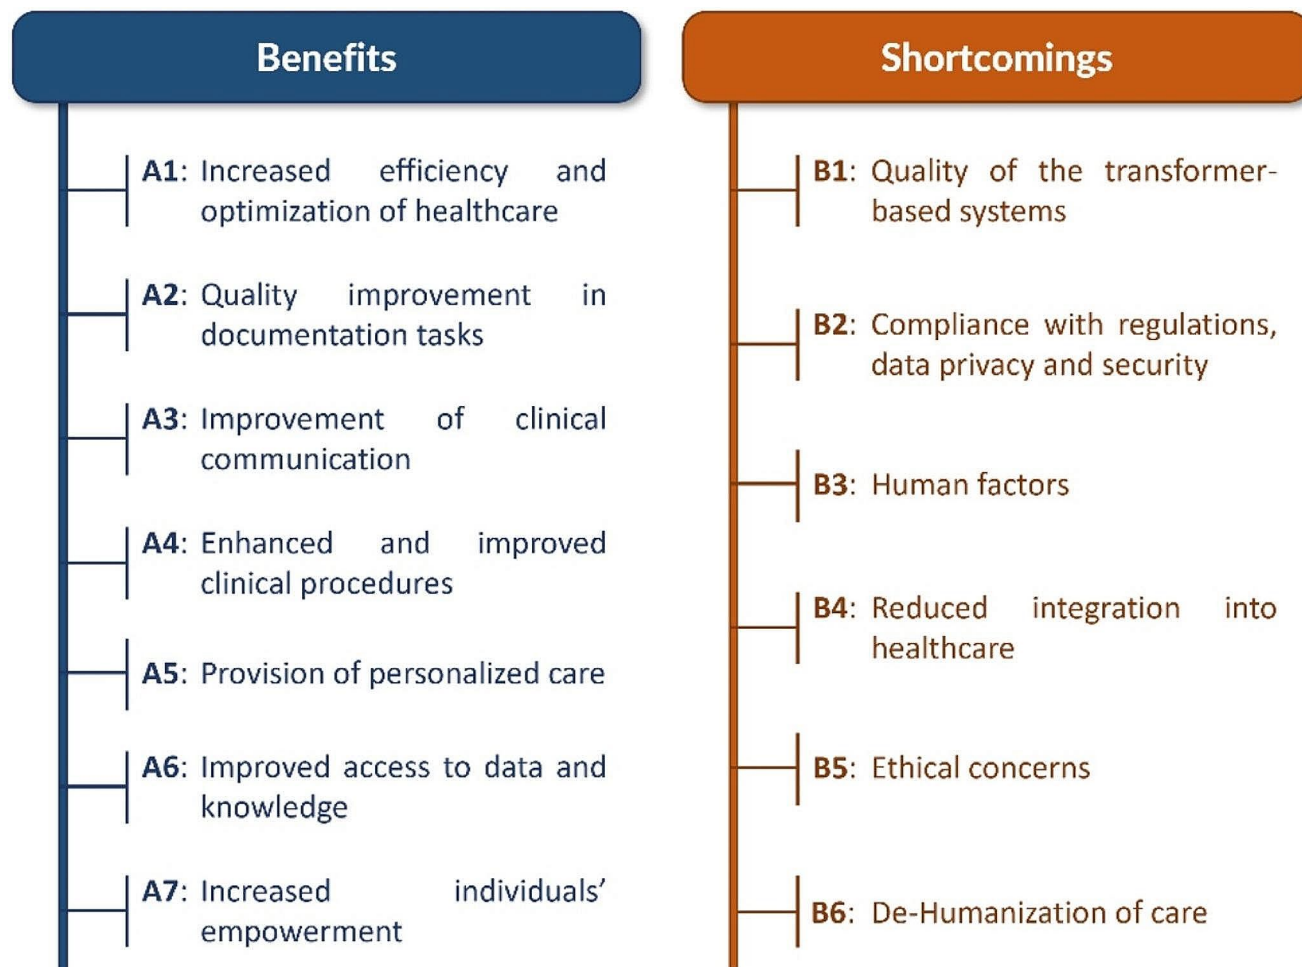 Benefits
A1: Increased efficiency and
optimization of healthcare
A2: Quality improvement in
documentation tasks
A3: Improvement of clinical
communication
A4: Enhanced and improved
clinical procedures
A5: Provision of personalized care
A6: Improved access to data and
knowledge
A7: Increased individuals’
empowerment
Shortcomings
B1: Quality of the transformer-
based systems
B2: Compliance with regulations,
data privacy and security
B3: Human factors
B4: Reduced integration into
healthcare
B5: Ethical concerns
B6: De-Humanization of care